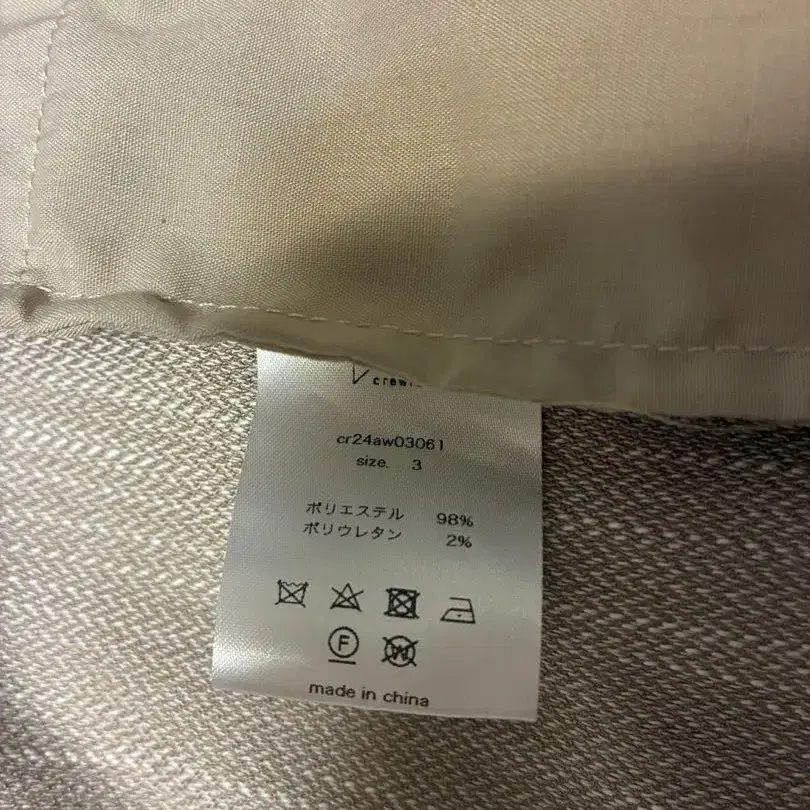 cr24aw03061
size. 3
ポリエステル 98%
ポリウレタン 2%
F
W
made in china